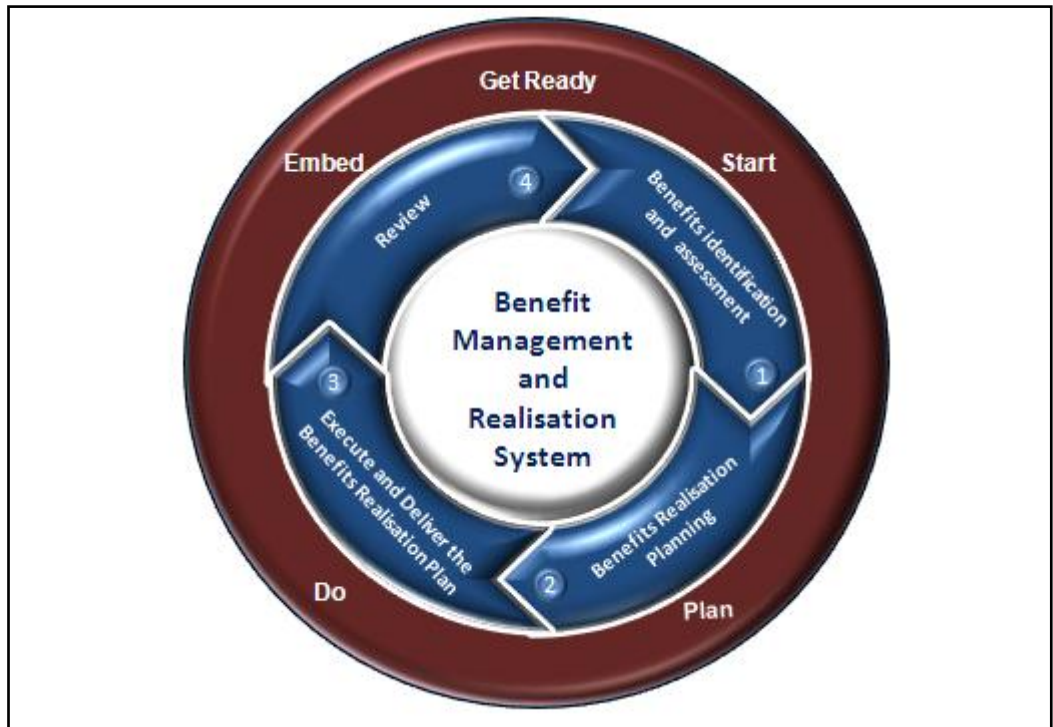 Get Ready
Embed
Start
4
Review
Benefits identification
and assessment
1
Benefit
Management
and
Realisation
System
3
Execute and Deliver the
Benefits Realisation Plan
Benefits Realisation
Planning
2
Do
Plan